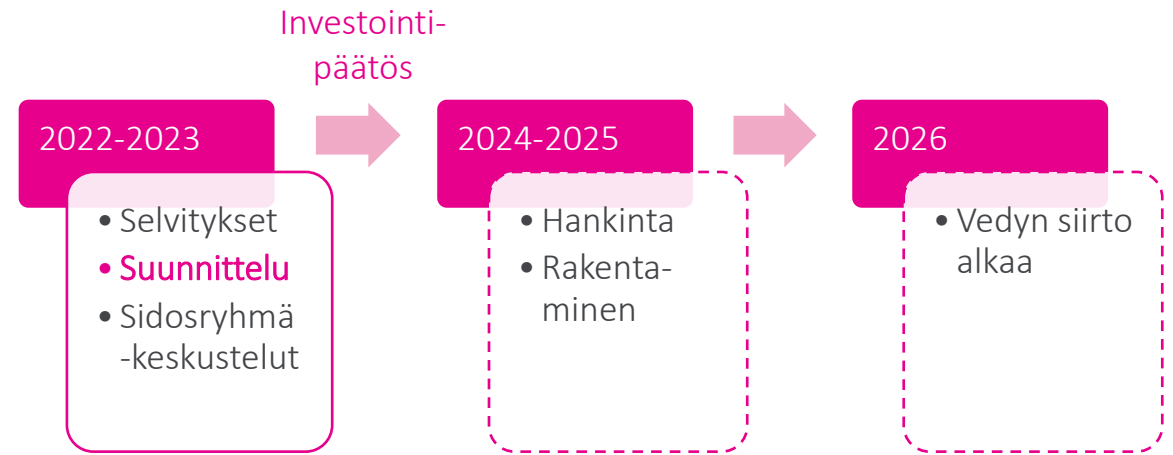 Investointi-
päätös
2022-2023
• Selvitykset
• Suunnittelu
• Sidosryhmä
-keskustelut
2024-2025
• Hankinta
• Rakenta-
minen
2026
• Vedyn siirto
alkaa